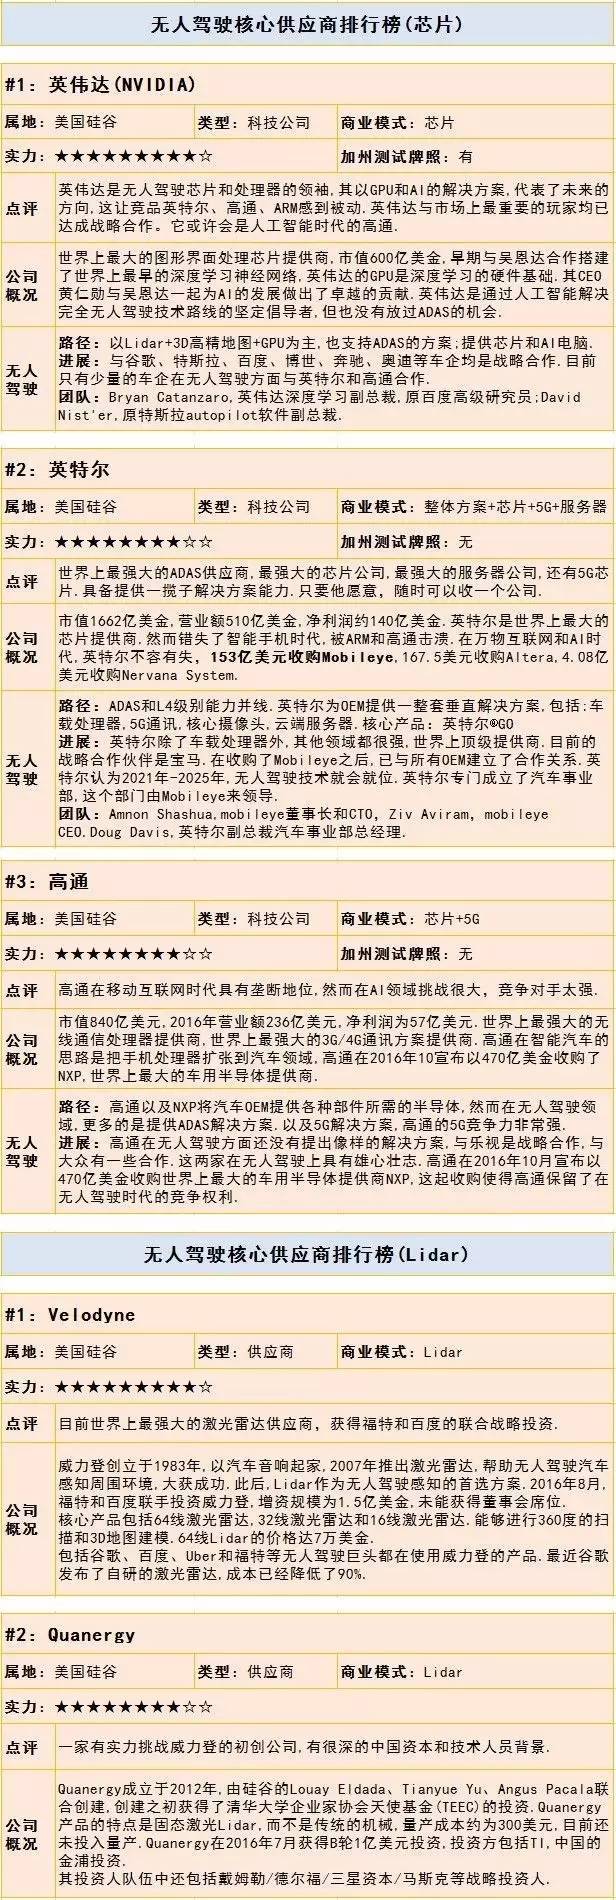 无人驾驶核心供应商排行榜(芯片)
#1: 英伟达(NVIDIA)
属地: 美国硅谷 类型: 科技公司 商业模式: 芯片
实力: ★★★★★★★★★☆ 加州测试牌照: 有
点评
英伟达是无人驾驶芯片和处理器的领袖,其以GPU和AI的解决方案,代表了未来的
方向,这让竞品英特尔、高通、ARM感到被动.英伟达与市场上最重要的玩家均已
达成战略合作。它或许会是人工智能时代的高通.
公司
概况
世界上最大的图形界面处理芯片提供商,市值600亿美金,早期与吴恩达合作搭建
了世界上最早的深度学习神经网络,英伟达的GPU是深度学习的硬件基础.其CEO
黄仁勋与吴恩达一起为AI的发展做出了卓越的贡献.英伟达是通过人工智能解决
完全无人驾驶技术路线的坚定倡导者,但也没有放过ADAS的机会.
无人
驾驶
路径: 以Lidar+3D高精地图+GPU为主,也支持ADAS的方案;提供芯片和AI电脑.
进展: 与谷歌、特斯拉、百度、博世、奔驰、奥迪等车企均是战略合作.目前
只有少量的车企在无人驾驶方面与英特尔和高通合作.
团队: Bryan Catanzaro,英伟达深度学习副总裁,原百度高级研究员;David
Nist'er,原特斯拉autopilot软件副总裁.
#2: 英特尔
属地: 美国硅谷 类型: 科技公司 商业模式: 整体方案+芯片+5G+服务器
实力: ★★★★★★★★☆☆ 加州测试牌照: 无
点评
世界上最强大的ADAS供应商,最强大的芯片公司,最强大的服务器公司,还有5G芯
片.具备提供一揽子解决方案能力.只要他愿意，随时可以收一个公司.
公司
概况
市值1662亿美金,营业额510亿美金,净利润约140亿美金.英特尔是世界上最大的
芯片提供商.然而错失了智能手机时代,被ARM和高通击溃.在万物互联网和AI时
代,英特尔不容有失，153亿美元收购Mobileye,167.5美元收购Altera,4.08亿
美元收购Nervana System.
无人
驾驶
路径: ADAS和L4级别能力并线.英特尔为OEM提供一整套垂直解决方案,包括;车
载处理器,5G通讯,核心摄像头,云端服务器.核心产品: 英特尔®GO
进展: 英特尔除了车载处理器外,其他领域都很强,世界上顶级提供商.目前的
战略合作伙伴是宝马.在收购了Mobileye之后,已与所有OEM建立了合作关系.英
特尔认为2021年-2025年,无人驾驶技术就会就位.英特尔专门成立了汽车事业
部,这个部门由Mobileye来领导.
团队: Amnon Shashua,mobileye董事长和CTO, Ziv Aviram, mobileye
CEO.Doug Davis,英特尔副总裁汽车事业部总经理.
#3: 高通
属地: 美国硅谷 类型: 科技公司 商业模式: 芯片+5G
实力: ★★★★★★★★☆☆ 加州测试牌照: 无
点评
高通在移动互联网时代具有垄断地位,然而在AI领域挑战很大，竞争对手太强.
公司
概况
市值840亿美元,2016年营业额236亿美元,净利润为57亿美元.世界上最强大的无
线通信处理器提供商,世界上最强大的3G/4G通讯方案提供商.高通在智能汽车的
思路是把手机处理器扩张到汽车领域,高通在2016年10宣布以470亿美金收购了
NXP,世界上最大的车用半导体提供商.
无人
驾驶
路径: 高通以及NXP将汽车OEM提供各种部件所需的半导体,然而在无人驾驶领
域,更多的是提供ADAS解决方案.以及5G解决方案,高通的5G竞争力非常强.
进展: 高通在无人驾驶方面还没有提出像样的解决方案,与乐视是战略合作,与
大众有一些合作.这两家在无人驾驶上具有雄心壮志.高通在2016年10月宣布以
470亿美金收购世界上最大的车用半导体提供商NXP,这起收购使得高通保留了在
无人驾驶时代的竞争权利.
无人驾驶核心供应商排行榜(Lidar)
#1: Velodyne
属地: 美国硅谷 类型: 供应商 商业模式: Lidar
实力: ★★★★★★★★★☆
点评
目前世界上最强大的激光雷达供应商，获得福特和百度的联合战略投资.
公司
概况
威力登创立于1983年,以汽车音响起家,2007年推出激光雷达,帮助无人驾驶汽车
感知周围环境,大获成功.此后,Lidar作为无人驾驶感知的首选方案.2016年8月,
福特和百度联手投资威力登,增资规模为1.5亿美金,未能获得董事会席位.
核心产品包括64线激光雷达,32线激光雷达和16线激光雷达.能够进行360度的扫
描和3D地图建模.64线Lidar的价格达7万美金.
包括谷歌、百度、Uber和福特等无人驾驶巨头都在使用威力登的产品.最近谷歌
发布了自研的激光雷达,成本已经降低了90%.
#2: Quanergy
属地: 美国硅谷 类型: 供应商 商业模式: Lidar
实力: ★★★★★★★★☆☆
点评
一家有实力挑战威力登的初创公司,有很深的中国资本和技术人员背景.
公司
概况
Quanergy成立于2012年,由硅谷的Louay Eldada、Tianyue Yu、Angus Pacala联
合创建,创建之初获得了清华大学企业家协会天使基金(TEEC)的投资.Quanergy
产品的特点是固态激光Lidar,而不是传统的机械,量产成本约为300美元,目前还
未投入量产.Quanergy在2016年7月获得B轮1亿美元投资,投资方包括TI,中国的
金浦投资.
其投资人队伍中还包括戴姆勒/德尔福/三星资本/马斯克等战略投资人.